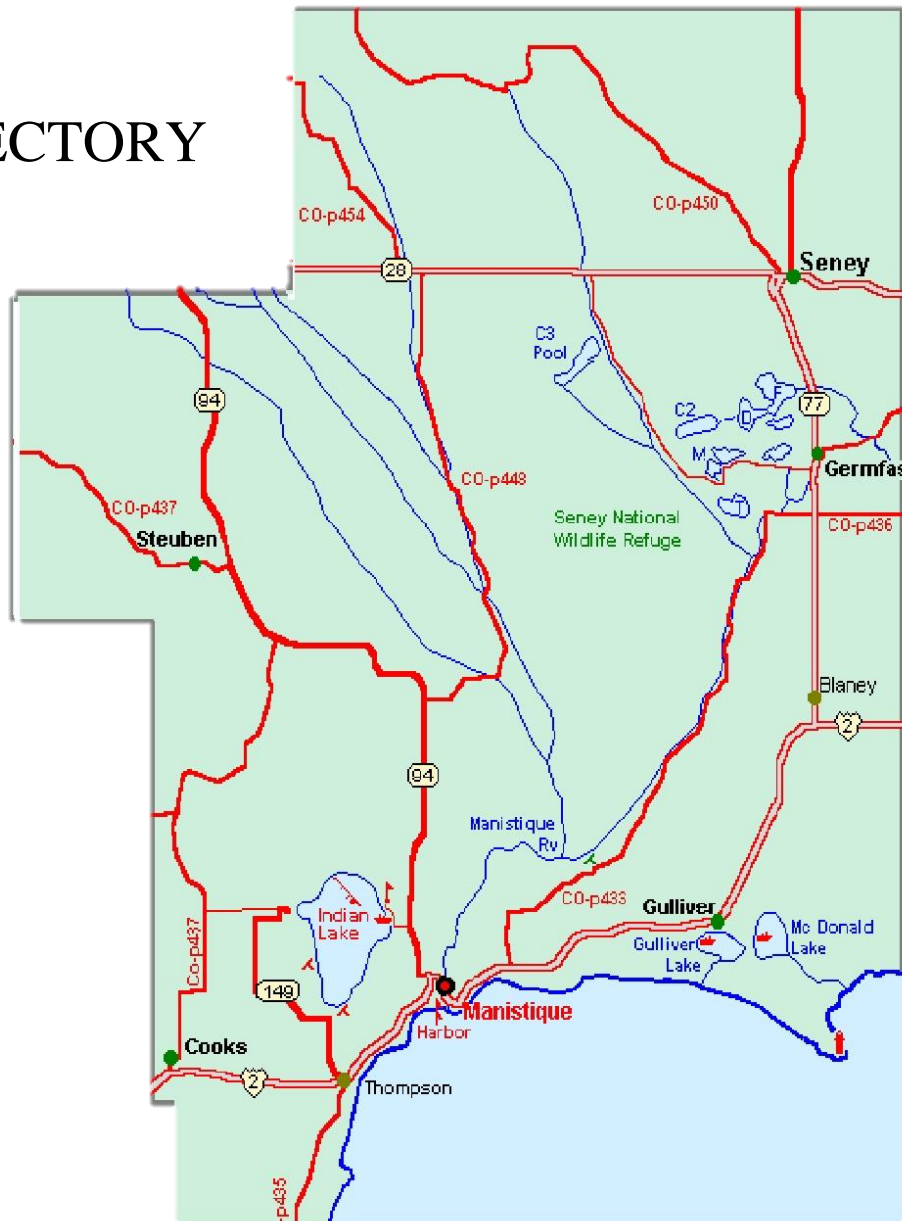 ECTORY
CO-p454
CO-p450
28
Seney
C3
Pool
94
77
C2
D
F
M
Germfas
CO-p448
CO-p437
CO-p436
Seney National
Wildlife Refuge
Steuben
Blaney
2
94
Manistique
Rv
CO-p433
Gulliver
Indian
Lake
Mc Donald
Lake
Gulliver
Lake
Co-p437
149
Manistique
Harbor
Cooks
2
Thompson
-p435